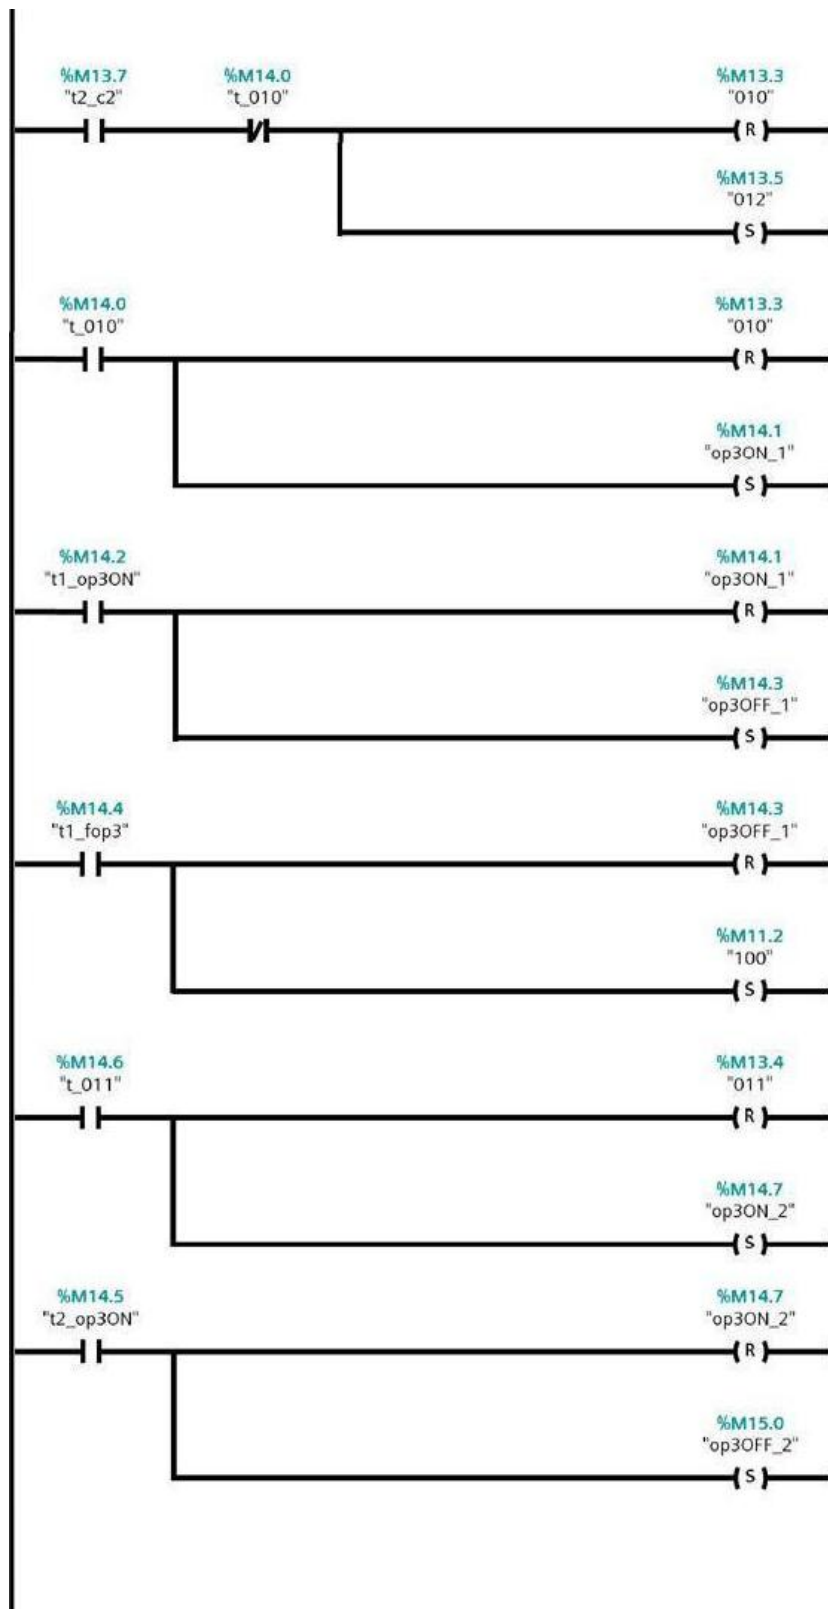 %M13.7 %M14.0 %M13.3
"t2_c2" "t_010" "010"
R
%M13.5
"012"
S
%M14.0 %M13.3
"t_010" "010"
R
%M14.1
"op3ON_1"
S
%M14.2 %M14.1
"t1_op3ON" "op3ON_1"
R
%M14.3
"op3OFF_1"
S
%M14.4 %M14.3
"t1_fop3" "op3OFF_1"
R
%M11.2
"100"
S
%M14.6 %M13.4
"t_011" "011"
R
%M14.7
"op3ON_2"
S
%M14.5 %M14.7
"t2_op3ON" "op3ON_2"
R
%M15.0
"op3OFF_2"
S